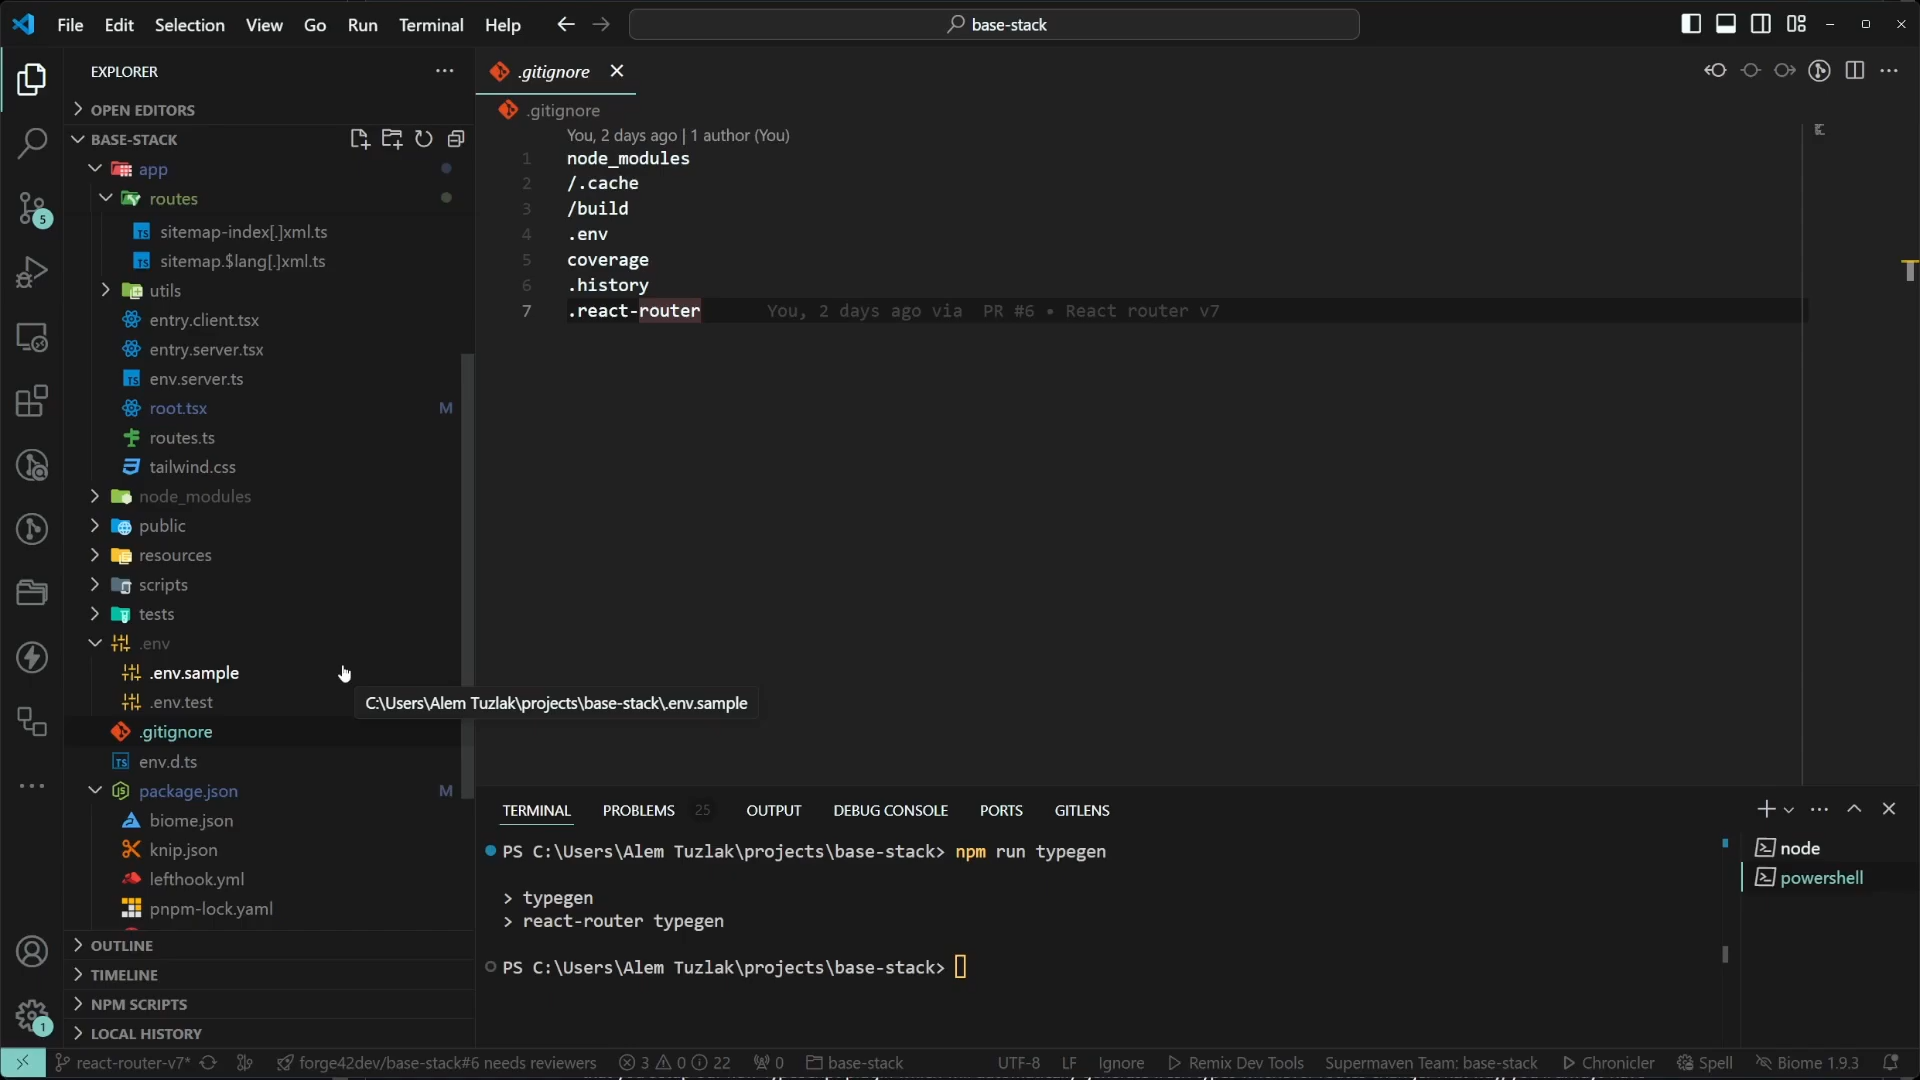 File Edit Selection View Go Run Terminal Help
base-stack
EXPLORER
OPEN EDITORS
BASE-STACK
app
routes
sitemap-index[.]xml.ts
sitemap.$lang[.]xml.ts
utils
entry.client.tsx
entry.server.tsx
env.server.ts
root.tsx M
routes.ts
tailwind.css
node_modules
public
resources
scripts
tests
.env
.env.sample
.env.test
.gitignore
env.d.ts
package.json M
biome.json
knip.json
lefthook.yml
pnpm-lock.yaml
OUTLINE
TIMELINE
NPM SCRIPTS
LOCAL HISTORY
5
1
.gitignore
.gitignore
You, 2 days ago | 1 author (You)
1 node_modules
2 /.cache
3 /build
4 .env
5 coverage
6 .history
7 .react-router You, 2 days ago via PR #6 • React router v7
C:\Users\Alem Tuzlak\projects\base-stack\.env.sample
TERMINAL PROBLEMS 25 OUTPUT DEBUG CONSOLE PORTS GITLENS
PS C:\Users\Alem Tuzlak\projects\base-stack> npm run typegen
> typegen
> react-router typegen
PS C:\Users\Alem Tuzlak\projects\base-stack>
node
powershell
react-router-v7* forge42dev/base-stack#6 needs reviewers 3 0 22 0 base-stack UTF-8 LF Ignore Remix Dev Tools Supermaven Team: base-stack Chronicler Spell Biome 1.9.3